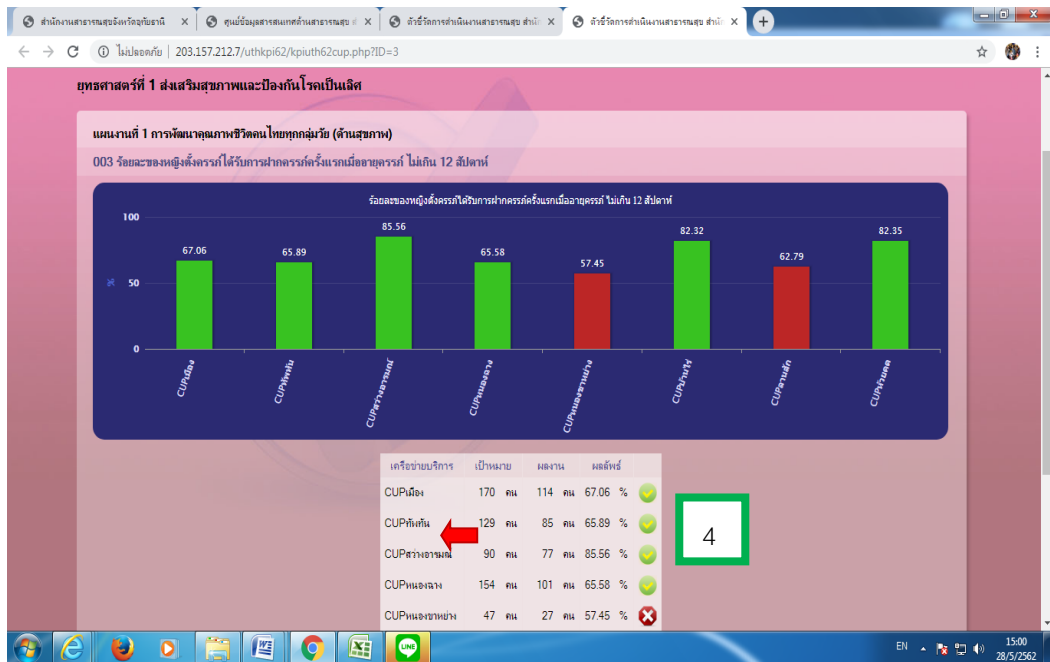 สำนักงานสาธารณสุขจังหวัดอุทัยธานี
ศูนย์ข้อมูลสารสนเทศด้านสาธารณสุข ส
ตัวชี้วัดการดำเนินงานสาธารณสุข สำนัก
ตัวชี้วัดการดำเนินงานสาธารณสุข สำนัก
ไม่ปลอดภัย | 203.157.212.7/uthkpi62/kpiuth62cup.php?ID=3
ยุทธศาสตร์ที่ 1 ส่งเสริมสุขภาพและป้องกันโรคเป็นเลิศ
แผนงานที่ 1 การพัฒนาคุณภาพชีวิตคนไทยทุกกลุ่มวัย (ด้านสุขภาพ)
003 ร้อยละของหญิงตั้งครรภ์ได้รับการฝากครรภ์ครั้งแรกเมื่ออายุครรภ์ ไม่เกิน 12 สัปดาห์
ร้อยละของหญิงตั้งครรภ์ได้รับการฝากครรภ์ครั้งแรกเมื่ออายุครรภ์ ไม่เกิน 12 สัปดาห์
100
50
0
%
67.06 65.89 85.56 65.58 57.45 82.32 62.79 82.35
CUPเมือง CUPทัพทัน CUPสว่างอารมณ์ CUPหนองฉาง CUPหนองขาหย่าง CUPบ้านไร่ CUPลานสัก CUPห้วยคต
เครือข่ายบริการ เป้าหมาย ผลงาน ผลลัพธ์
CUPเมือง 170 คน 114 คน 67.06 %
CUPทัพทัน 129 คน 85 คน 65.89 %
CUPสว่างอารมณ์ 90 คน 77 คน 85.56 %
CUPหนองฉาง 154 คน 101 คน 65.58 %
CUPหนองขาหย่าง 47 คน 27 คน 57.45 %
4
LINE
EN
15:00
28/5/2562